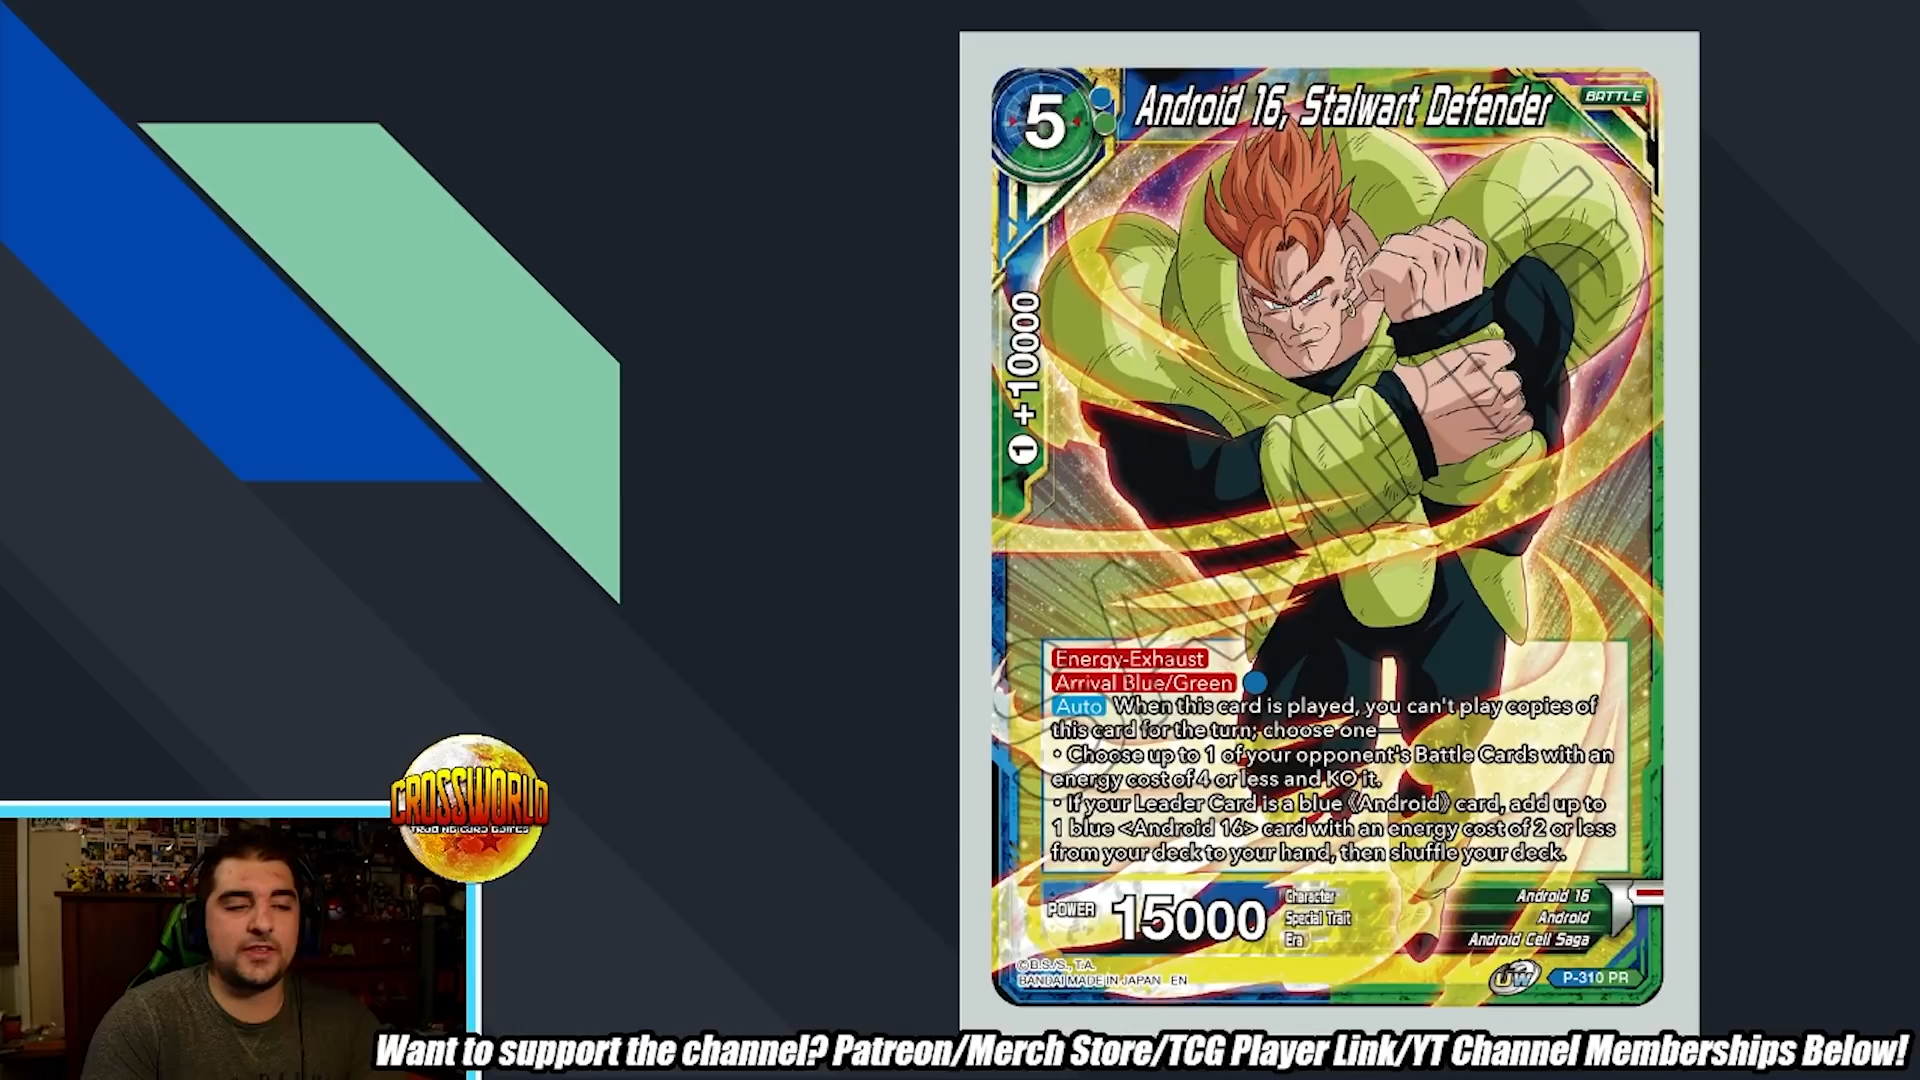 5
Android 16, Stalwart Defender
BATTLE
1 +10000
SAMPLE
Energy-Exhaust
Arrival Blue/Green
Auto When this card is played, you can't play copies of
this card for the turn; choose one—
• Choose up to 1 of your opponent's Battle Cards with an
energy cost of 4 or less and KO it.
• If your Leader Card is a blue 《Android》 card, add up to
1 blue <Android 16> card with an energy cost of 2 or less
from your deck to your hand, then shuffle your deck.
POWER 15000
Character Android 16
Special Trait Android
Era Android Cell Saga
©B.S./S., T.A.
BANDAI MADE IN JAPAN EN
UW P-310 PR
CROSSWORLD
TRADING CARD GAMES
Want to support the channel? Patreon/Merch Store/TCG Player Link/YT Channel Memberships Below!